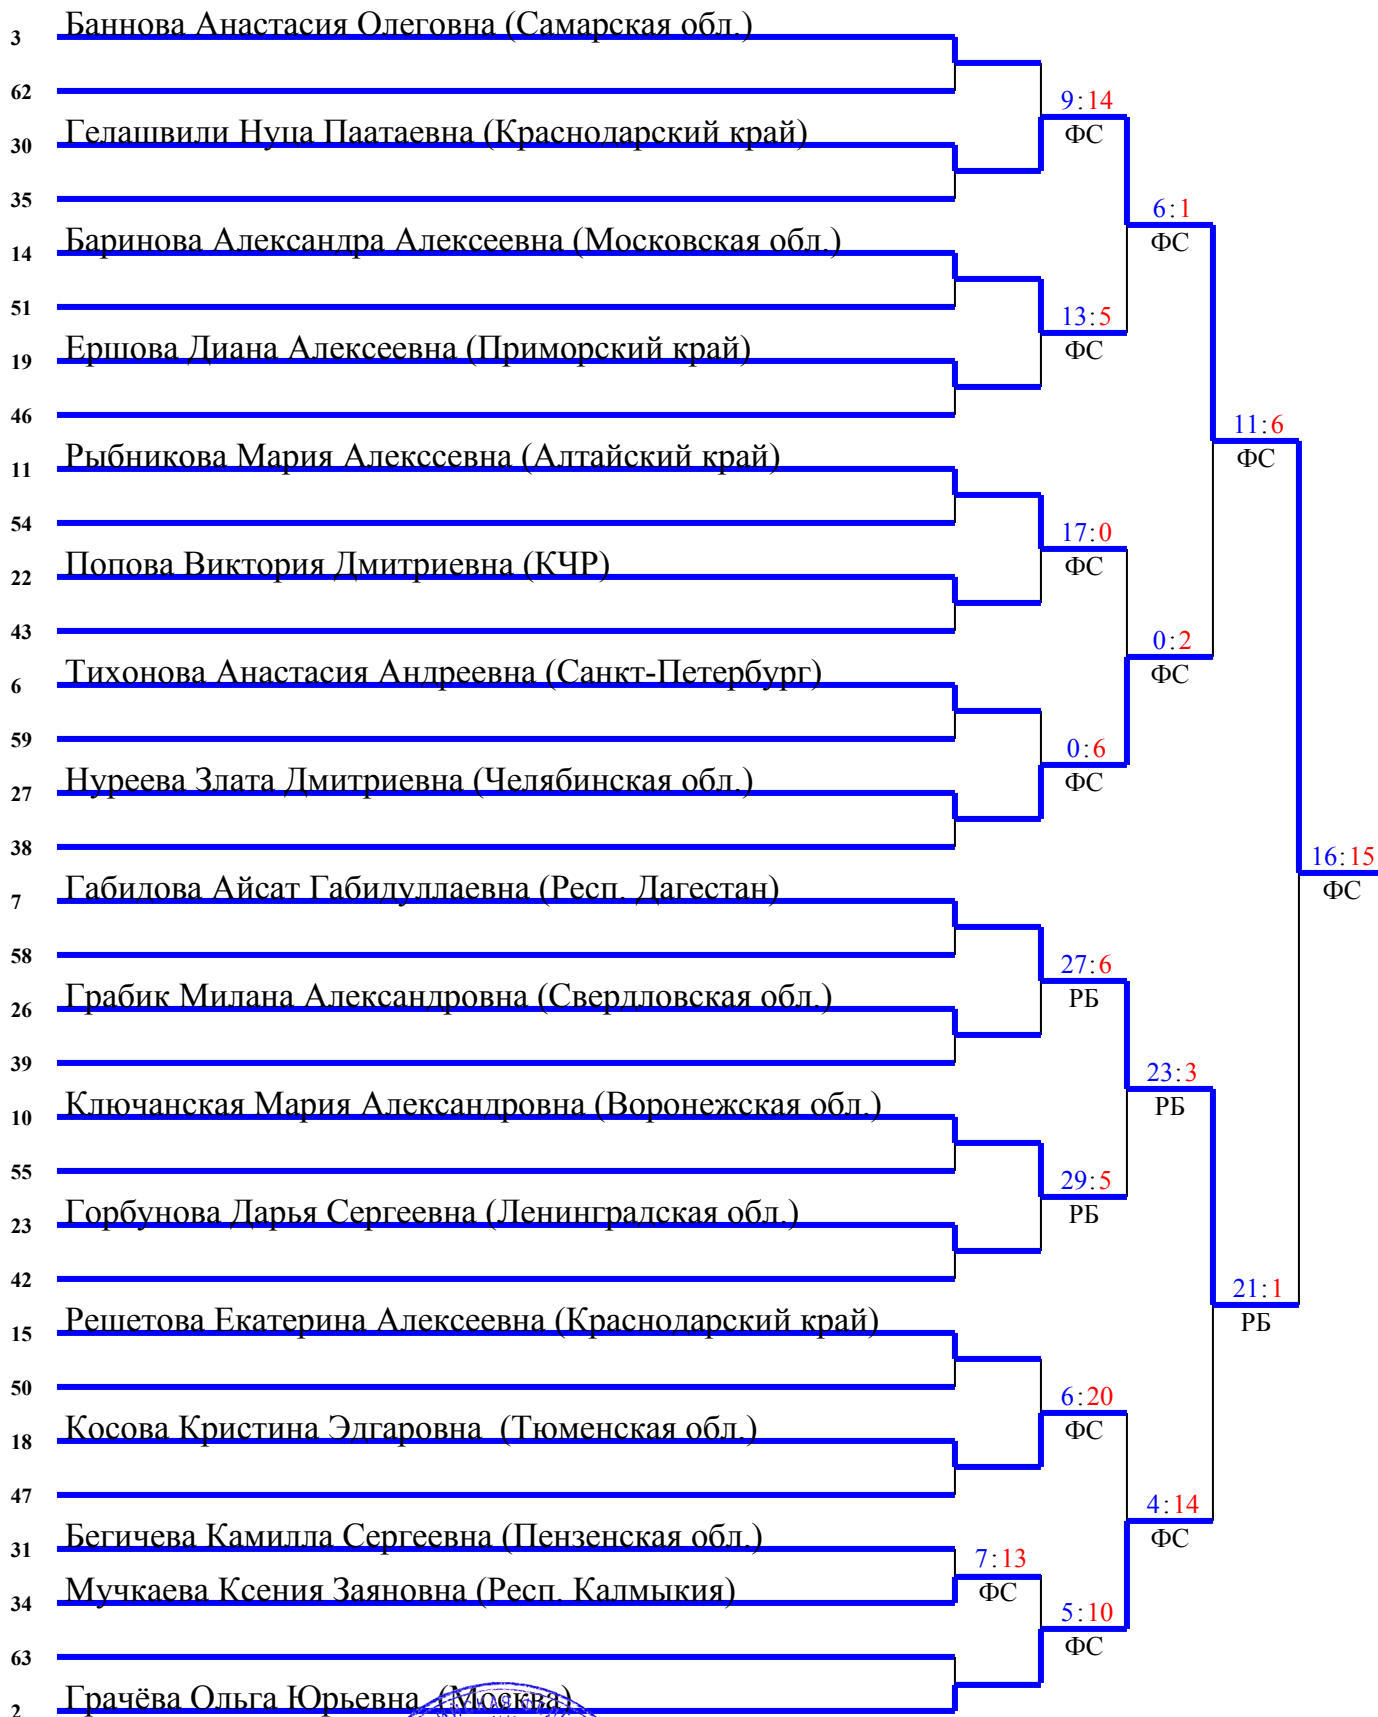 3 Баннова Анастасия Олеговна (Самарская обл.)
62
9:14
ФС
30 Гелашвили Нуца Паатаевна (Краснодарский край)
35
6:1
ФС
14 Баринова Александра Алексеевна (Московская обл.)
51
13:5
ФС
19 Ершова Диана Алексеевна (Приморский край)
46
11:6
ФС
11 Рыбникова Мария Алекссевна (Алтайский край)
54
17:0
ФС
22 Попова Виктория Дмитриевна (КЧР)
43
0:2
ФС
6 Тихонова Анастасия Андреевна (Санкт-Петербург)
59
0:6
ФС
27 Нуреева Злата Дмитриевна (Челябинская обл.)
38
16:15
ФС
7 Габидова Айсат Габидуллаевна (Респ. Дагестан)
58
27:6
РБ
26 Грабик Милана Александровна (Свердловская обл.)
39
23:3
РБ
10 Ключанская Мария Александровна (Воронежская обл.)
55
29:5
РБ
23 Горбунова Дарья Сергеевна (Ленинградская обл.)
42
21:1
РБ
15 Решетова Екатерина Алексеевна (Краснодарский край)
50
6:20
ФС
18 Косова Кристина Эдгаровна (Тюменская обл.)
47
4:14
ФС
31 Бегичева Камилла Сергеевна (Пензенская обл.)
7:13
ФС
34 Мучкаева Ксения Заяновна (Респ. Калмыкия)
5:10
ФС
63
2 Грачёва Ольга Юрьевна (Москва)